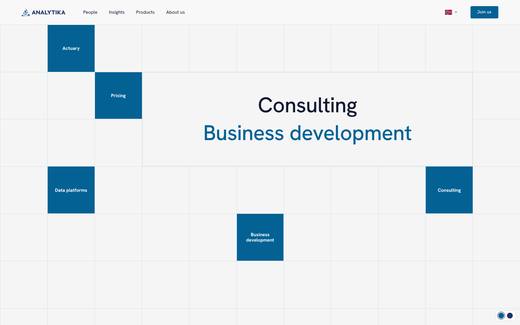 ANALYTIKA
People Insights Products About us
Join us
Actuary
Pricing
Consulting
Business development
Data platforms
Consulting
Business
development